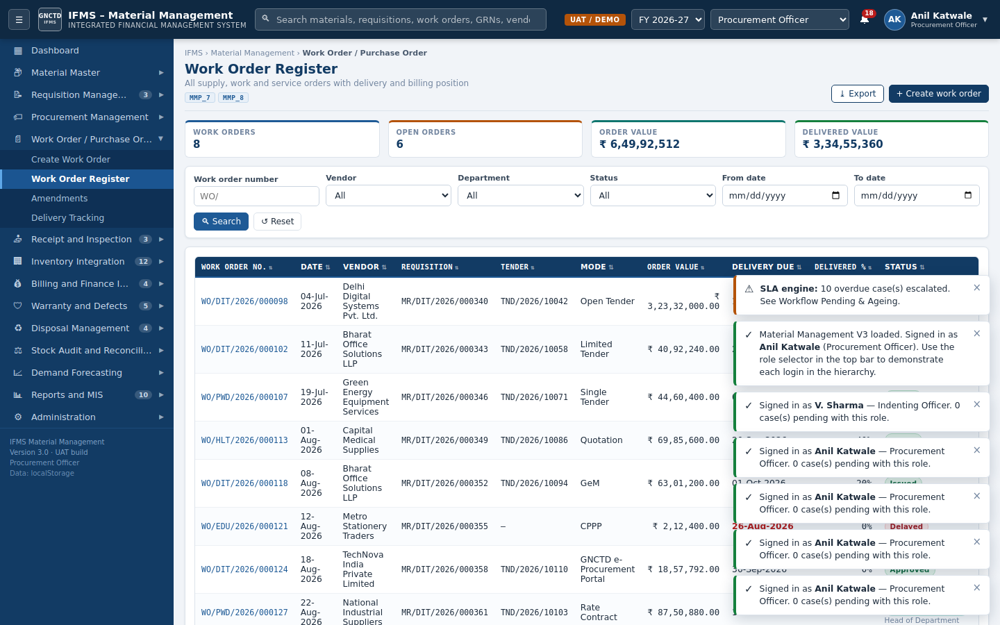 ☰
GNCTD
IFMS
IFMS – Material Management
INTEGRATED FINANCIAL MANAGEMENT SYSTEM
Search materials, requisitions, work orders, GRNs, vend
UAT / DEMO
FY 2026-27
Procurement Officer
18
AK
Anil Katwale
Procurement Officer
▼
Dashboard
Material Master ▶
Requisition Manage… 3 ▶
Procurement Management ▶
Work Order / Purchase Or… ▼
Create Work Order
Work Order Register
Amendments
Delivery Tracking
Receipt and Inspection 3 ▶
Inventory Integration 12 ▶
Billing and Finance I… 4 ▶
Warranty and Defects 5 ▶
Disposal Management 4 ▶
Stock Audit and Reconcili… ▶
Demand Forecasting ▶
Reports and MIS 10 ▶
Administration ▶
IFMS Material Management
Version 3.0 · UAT build
Procurement Officer
Data: localStorage
IFMS › Material Management › Work Order / Purchase Order
Work Order Register
All supply, work and service orders with delivery and billing position
MMP_7 MMP_8
⤓ Export
+ Create work order
WORK ORDERS
8
OPEN ORDERS
6
ORDER VALUE
₹ 6,49,92,512
DELIVERED VALUE
₹ 3,34,55,360
Work order number
WO/
Vendor
All
Department
All
Status
All
From date
mm/dd/yyyy
To date
mm/dd/yyyy
Search
↺ Reset
WORK ORDER NO. ⇅ DATE ⇅ VENDOR ⇅ REQUISITION ⇅ TENDER ⇅ MODE ⇅ ORDER VALUE ⇅ DELIVERY DUE ⇅ DELIVERED % ⇅ STATUS ⇅
WO/DIT/2026/000098
04-Jul-
2026
Delhi
Digital
Systems
Pvt. Ltd.
MR/DIT/2026/000340
TND/2026/10042
Open Tender
₹
3,23,32,000.00
WO/DIT/2026/000102
11-Jul-
2026
Bharat
Office
Solutions
LLP
MR/DIT/2026/000343
TND/2026/10058
Limited
Tender
₹ 40,92,240.00
WO/PWD/2026/000107
19-Jul-
2026
Green
Energy
Equipment
Services
MR/DIT/2026/000346
TND/2026/10071
Single
Tender
₹ 44,60,400.00
WO/HLT/2026/000113
01-
Aug-
2026
Capital
Medical
Supplies
MR/DIT/2026/000349
TND/2026/10086
Quotation
₹ 69,85,600.00
WO/DIT/2026/000118
08-
Aug-
2026
Bharat
Office
Solutions
LLP
MR/DIT/2026/000352
TND/2026/10094
GeM
₹ 63,01,200.00
01-Oct-2026
20%
Issued
WO/EDU/2026/000121
12-
Aug-
2026
Metro
Stationery
Traders
MR/DIT/2026/000355
–
CPPP
₹ 2,12,400.00
26-Aug-2026
0%
Delayed
WO/DIT/2026/000124
18-
Aug-
2026
TechNova
India
Private
Limited
MR/DIT/2026/000358
TND/2026/10110
GNCTD e-
Procurement
Portal
₹ 18,57,792.00
30-Sep-2026
0%
Approved
WO/PWD/2026/000127
22-
Aug-
2026
National
Industrial
Suppliers
MR/DIT/2026/000361
TND/2026/10103
Rate
Contract
₹ 87,50,880.00
Head of Department
⚠ SLA engine: 10 overdue case(s) escalated. ×
See Workflow Pending & Ageing.
✓ Material Management V3 loaded. Signed in as ×
Anil Katwale (Procurement Officer). Use the
role selector in the top bar to demonstrate
each login in the hierarchy.
✓ Signed in as V. Sharma — Indenting Officer. 0 ×
case(s) pending with this role.
✓ Signed in as Anil Katwale — Procurement ×
Officer. 0 case(s) pending with this role.
✓ Signed in as Anil Katwale — Procurement ×
Officer. 0 case(s) pending with this role.
✓ Signed in as Anil Katwale — Procurement ×
Officer. 0 case(s) pending with this role.
✓ Signed in as Anil Katwale — Procurement ×
Officer. 0 case(s) pending with this role.